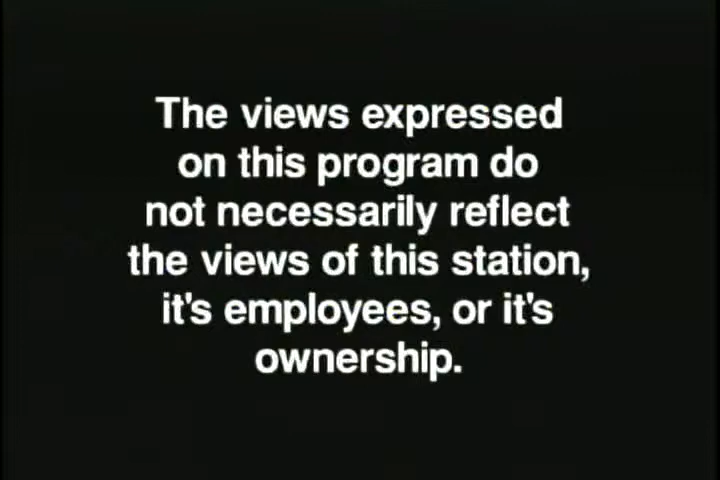 The views expressed
on this program do
not necessarily reflect
the views of this station,
it's employees, or it's
ownership.